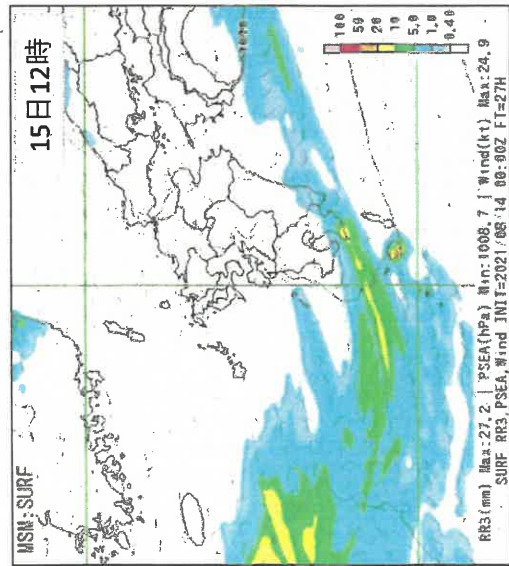 MSM:SURF
15日12時
100
50
20
10
5.0
1.0
0.40
RR3(mm) Max:27.2 | PSEA(hPa) Min:1008.7 | Wind(kt) Max:24.9
SURF RR3,PSEA,Wind INIT=2021/08/14 00:00Z FT=27H